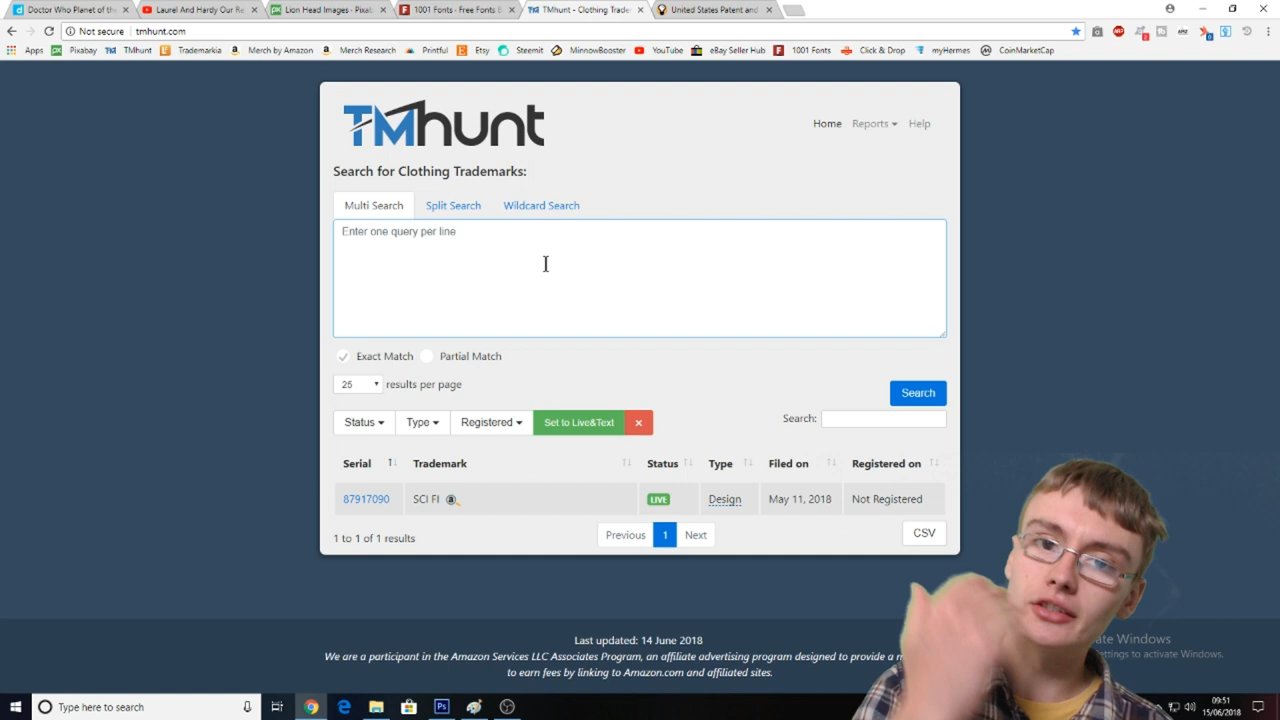 Doctor Who Planet of the
Laurel And Hardy Our Re
Lion Head Images - Pixab
1001 Fonts - Free Fonts B
TMhunt - Clothing Trade
United States Patent and
Not secure | tmhunt.com
Apps Pixabay TMhunt Trademarkia Merch by Amazon Merch Research Printful Etsy Steemit MinnowBooster YouTube eBay Seller Hub 1001 Fonts Click & Drop myHermes CoinMarketCap
TMhunt
Home Reports Help
Search for Clothing Trademarks:
Multi Search Split Search Wildcard Search
Enter one query per line
Exact Match Partial Match
25 results per page
Search
Status Type Registered Set to Live&Text ×
Search:
Serial Trademark Status Type Filed on Registered on
87917090 SCI FI LIVE Design May 11, 2018 Not Registered
1 to 1 of 1 results
Previous 1 Next
CSV
Last updated: 14 June 2018
We are a participant in the Amazon Services LLC Associates Program, an affiliate advertising program designed to provide a
to earn fees by linking to Amazon.com and affiliated sites.
ate Windows
ettings to activate Windows.
Type here to search
09:51
15/06/2018